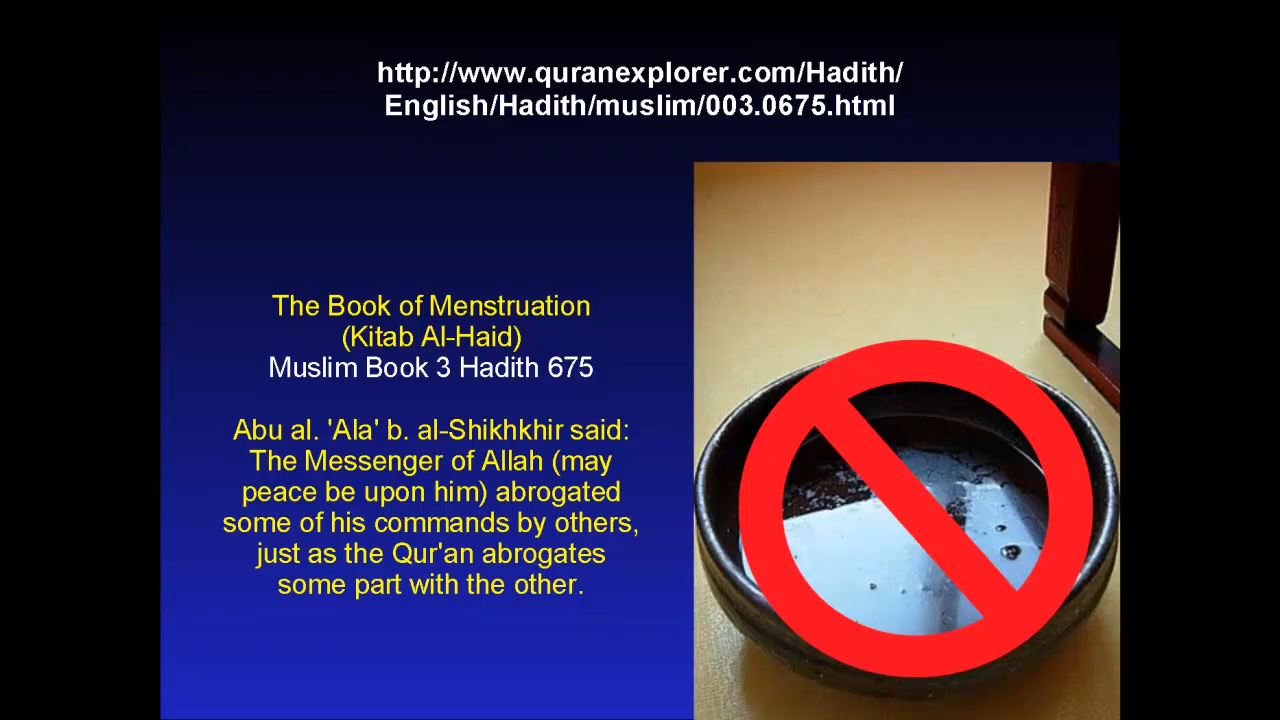 http://www.quranexplorer.com/Hadith/
English/Hadith/muslim/003.0675.html
The Book of Menstruation
(Kitab Al-Haid)
Muslim Book 3 Hadith 675
Abu al. 'Ala' b. al-Shikhkhir said:
The Messenger of Allah (may
peace be upon him) abrogated
some of his commands by others,
just as the Qur'an abrogates
some part with the other.